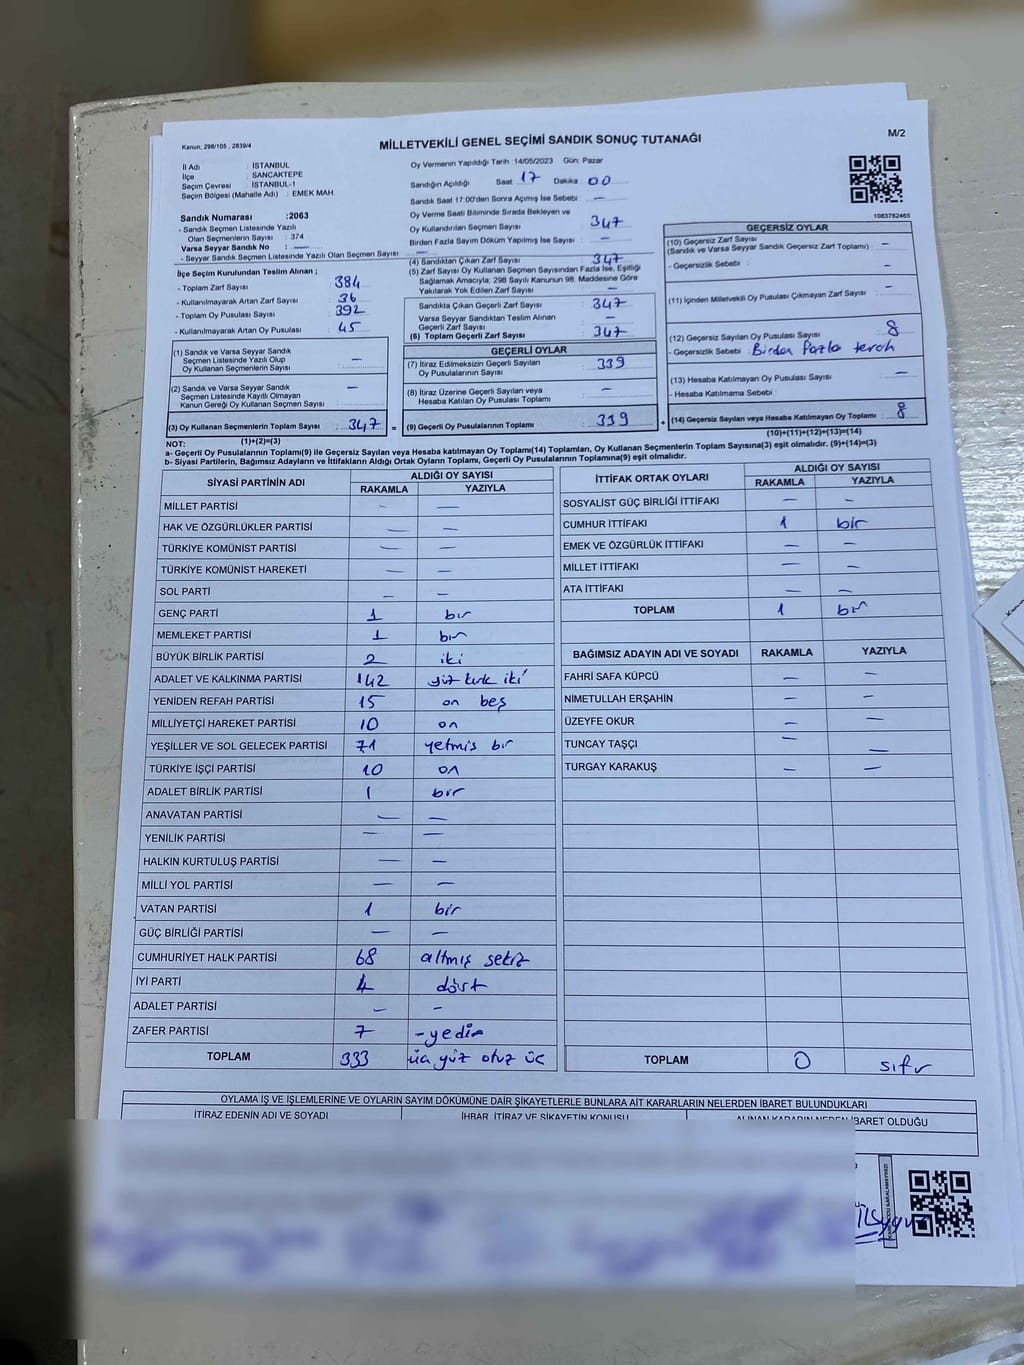 Kanun; 298/105 , 2839/4
MİLLETVEKİLİ GENEL SEÇİMİ SANDIK SONUÇ TUTANAĞI
M/2
İl Adı : İSTANBUL
İlçe : SANCAKTEPE
Seçim Çevresi : İSTANBUL-1
Seçim Bölgesi (Mahalle Adı) : EMEK MAH.
Sandık Numarası :2063
- Sandık Seçmen Listesinde Yazılı
Olan Seçmenlerin Sayısı : 374
Varsa Seyyar Sandık No : —
- Seyyar Sandık Seçmen Listesinde Yazılı Olan Seçmen Sayısı: —
İlçe Seçim Kurulundan Teslim Alınan ;
- Toplam Zarf Sayısı : 384
- Kullanılmayarak Artan Zarf Sayısı : 36
- Toplam Oy Pusulası Sayısı : 392
- Kullanılmayarak Artan Oy Pusulası : 45
(1) Sandık ve Varsa Seyyar Sandık
Seçmen Listesinde Yazılı Olup
Oy Kullanan Seçmenlerin Sayısı : —
(2) Sandık ve Varsa Seyyar Sandık
Seçmen Listesinde Kayıtlı Olmayan
Kanun Gereği Oy Kullanan Seçmen Sayısı : —
(3) Oy Kullanan Seçmenlerin Toplam Sayısı : 347 =
(1)+(2)=(3)
Oy Vermenin Yapıldığı Tarih :14/05/2023 Gün: Pazar
Sandığın Açıldığı Saat 17 Dakika : 00
Sandık Saat 17:00'den Sonra Açımış İse Sebebi : —
Oy Verme Saati Bitiminde Sırada Bekleyen ve
Oy Kullandırılan Seçmen Sayısı : 347
Birden Fazla Sayım Döküm Yapılmış İse Sayısı : —
(4) Sandıktan Çıkan Zarf Sayısı : 347
(5) Zarf Sayısı Oy Kullanan Seçmen Sayısından Fazla İse, Eşitliği
Sağlamak Amacıyla, 298 Sayılı Kanunun 98. Maddesine Göre
Yakılarak Yok Edilen Zarf Sayısı : —
Sandıkta Çıkan Geçerli Zarf Sayısı : 347
Varsa Seyyar Sandıktan Teslim Alınan
Geçerli Zarf Sayısı : —
(6) Toplam Geçerli Zarf Sayısı : 347
GEÇERLİ OYLAR
(7) İtiraz Edilmeksizin Geçerli Sayılan
Oy Pusulalarının Sayısı : 339
(8) İtiraz Üzerine Geçerli Sayılan veya
Hesaba Katılan Oy Pusulası Toplamı : —
(9) Geçerli Oy Pusulalarının Toplamı : 339 +
1083782465
GEÇERSİZ OYLAR
(10) Geçersiz Zarf Sayısı
(Sandık ve Varsa Seyyar Sandık Geçersiz Zarf Toplamı) : —
- Geçersizlik Sebebi : —
(11) İçinden Milletvekili Oy Pusulası Çıkmayan Zarf Sayısı : —
(12) Geçersiz Sayılan Oy Pusulası Sayısı : 8
- Geçersizlik Sebebi : Birden Fazla tercih
(13) Hesaba Katılmayan Oy Pusulası Sayısı : —
- Hesaba Katılmama Sebebi :
(14) Geçersiz Sayılan veya Hesaba Katılmayan Oy Toplamı : 8
(10)+(11)+(12)+(13)=(14)
NOT:
a- Geçerli Oy Pusulalarının Toplamı(9) ile Geçersiz Sayılan veya Hesaba katılmayan Oy Toplamı(14) Toplamları, Oy Kullanan Seçmenlerin Toplam Sayısına(3) eşit olmalıdır. (9)+(14)=(3)
b- Siyasi Partilerin, Bağımsız Adayların ve İttifakların Aldığı Ortak Oyların Toplamı, Geçerli Oy Pusulalarının Toplamına(9) eşit olmalıdır.
SİYASİ PARTİNİN ADI ALDIĞI OY SAYISI
RAKAMLA YAZIYLA
MİLLET PARTİSİ — —
HAK VE ÖZGÜRLÜKLER PARTİSİ — —
TÜRKİYE KOMÜNİST PARTİSİ — —
TÜRKİYE KOMÜNİST HAREKETİ — —
SOL PARTİ — —
GENÇ PARTİ 1 bir
MEMLEKET PARTİSİ 1 bir
BÜYÜK BİRLİK PARTİSİ 2 iki
ADALET VE KALKINMA PARTİSİ 142 yüz kırk iki
YENİDEN REFAH PARTİSİ 15 on beş
MİLLİYETÇİ HAREKET PARTİSİ 10 on
YEŞİLLER VE SOL GELECEK PARTİSİ 71 yetmiş bir
TÜRKİYE İŞÇİ PARTİSİ 10 on
ADALET BİRLİK PARTİSİ 1 bir
ANAVATAN PARTİSİ — —
YENİLİK PARTİSİ — —
HALKIN KURTULUŞ PARTİSİ — —
MİLLİ YOL PARTİSİ — —
VATAN PARTİSİ 1 bir
GÜÇ BİRLİĞİ PARTİSİ — —
CUMHURİYET HALK PARTİSİ 68 altmış sekiz
İYİ PARTİ 4 dört
ADALET PARTİSİ — —
ZAFER PARTİSİ 7 -yedi-
TOPLAM 333 üç yüz otuz üç
İTTİFAK ORTAK OYLARI ALDIĞI OY SAYISI
RAKAMLA YAZIYLA
SOSYALİST GÜÇ BİRLİĞİ İTTİFAKI — —
CUMHUR İTTİFAKI 1 bir
EMEK VE ÖZGÜRLÜK İTTİFAKI — —
MİLLET İTTİFAKI — —
ATA İTTİFAKI — —
TOPLAM 1 bir
BAĞIMSIZ ADAYIN ADI VE SOYADI RAKAMLA YAZIYLA
FAHRİ SAFA KÜPCÜ — —
NİMETULLAH ERŞAHİN — —
ÜZEYFE OKUR — —
TUNCAY TAŞÇI — —
TURGAY KARAKUŞ — —
TOPLAM 0 sıfır
OYLAMA İŞ VE İŞLEMLERİNE VE OYLARIN SAYIM DÖKÜMÜNE DAİR ŞİKAYETLERLE BUNLARA AİT KARARLARIN NELERDEN İBARET BULUNDUKLARI
İTİRAZ EDENİN ADI VE SOYADI İHBAR, İTİRAZ VE ŞİKAYETİN KONUSU ALINAN KARARIN NEDEN İBARET OLDUĞU